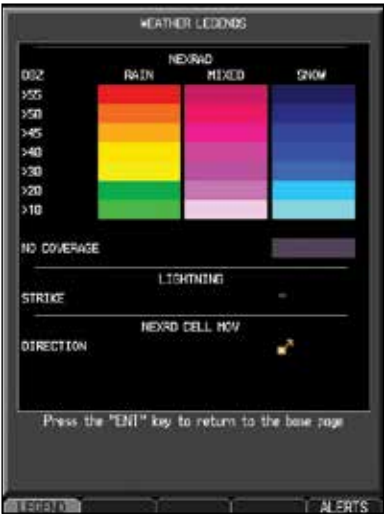 WEATHER LEGENDS
NEXRAD
DBZ RAIN MIXED SNOW
>55
>50
>45
>40
>30
>20
>10
NO COVERAGE
LIGHTNING
STRIKE
NEXRD CELL MOV
DIRECTION
Press the "ENT" key to return to the base page
LEGEND ALERTS